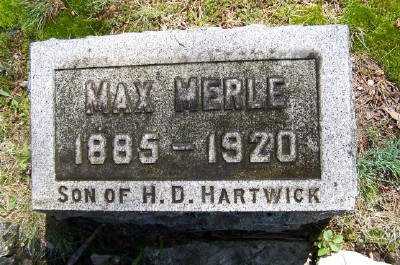 MAX MERLE
1885 - 1920
SON OF H. D. HARTWICK